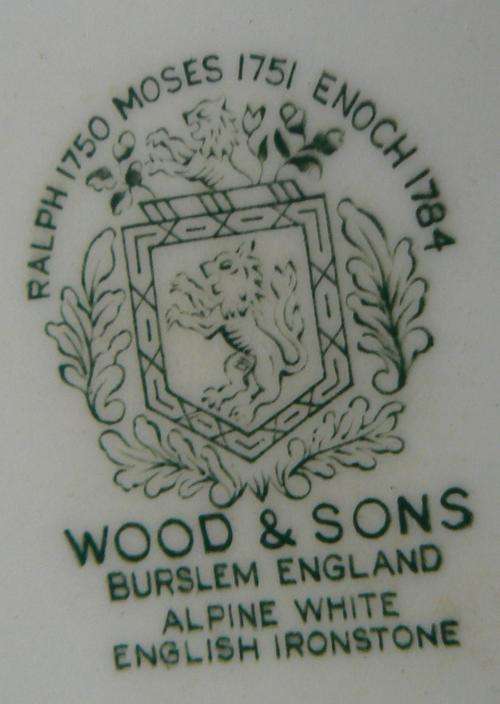 RALPH 1750 MOSES 1751 ENOCH 1784
WOOD & SONS
BURSLEM ENGLAND
ALPINE WHITE
ENGLISH IRONSTONE